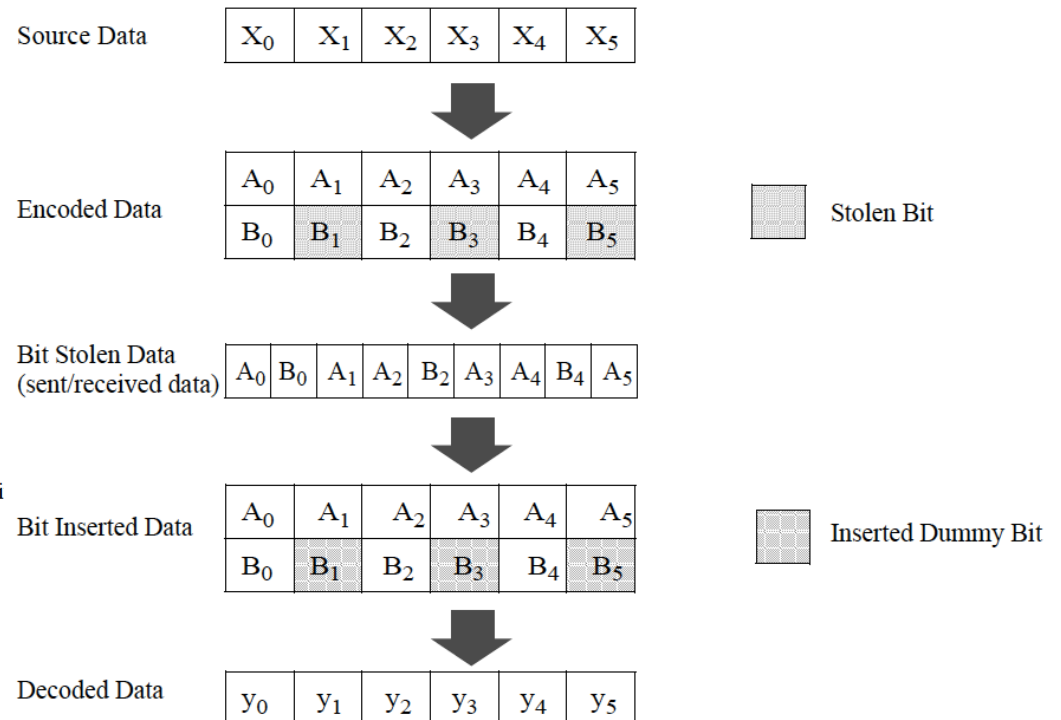 Source Data X₀ X₁ X₂ X₃ X₄ X₅
A₀ A₁ A₂ A₃ A₄ A₅
Encoded Data
B₀ B₁ B₂ B₃ B₄ B₅
Stolen Bit
Bit Stolen Data
(sent/received data)
A₀ B₀ A₁ A₂ B₂ A₃ A₄ B₄ A₅
i
A₀ A₁ A₂ A₃ A₄ A₅
Bit Inserted Data
B₀ B₁ B₂ B₃ B₄ B₅
Inserted Dummy Bit
Decoded Data y₀ y₁ y₂ y₃ y₄ y₅